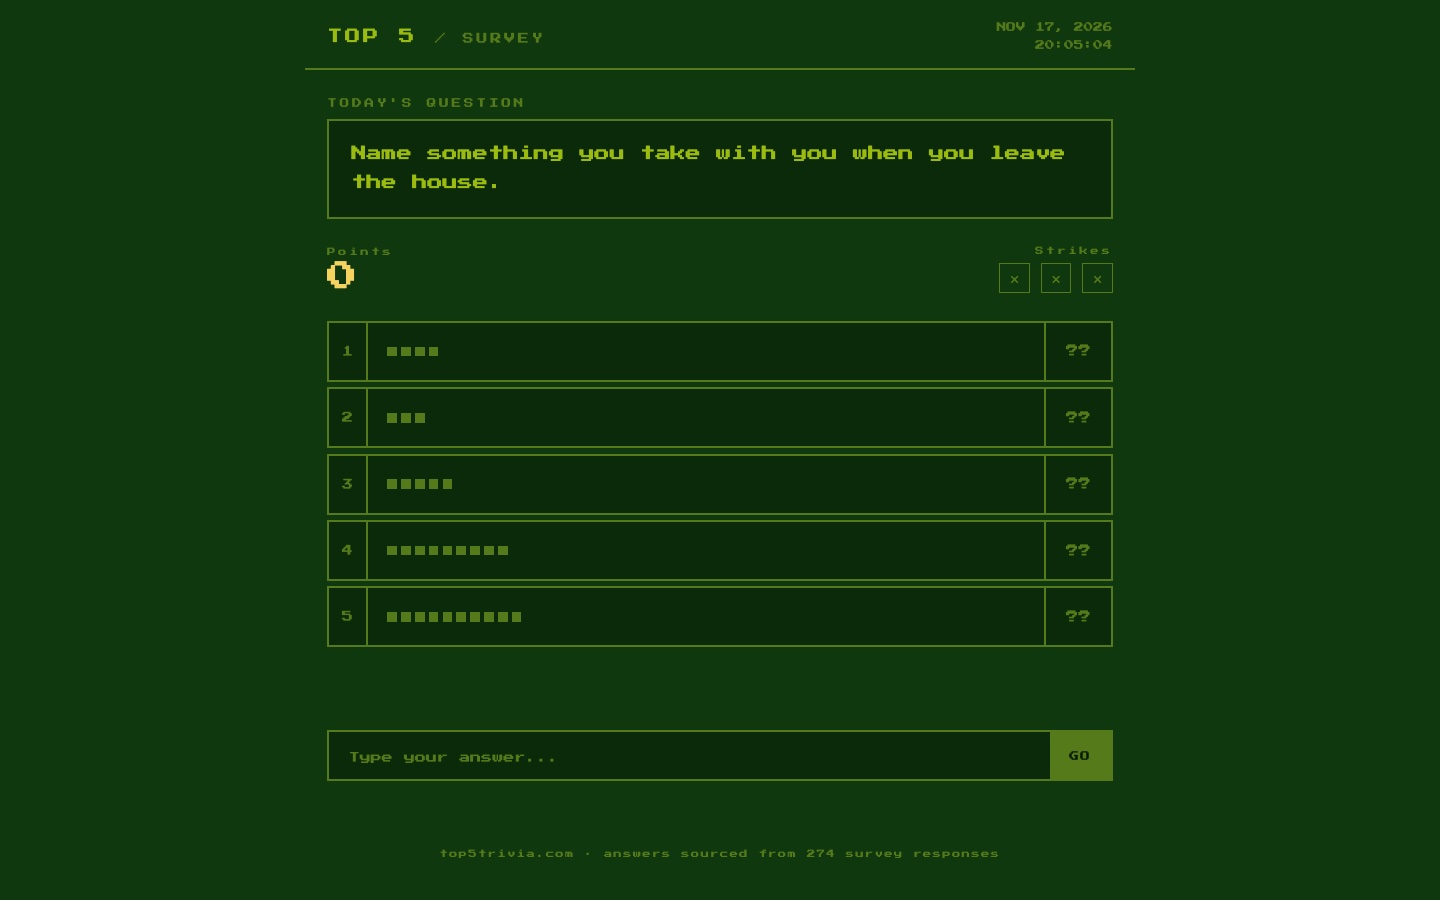 TOP 5 / SURVEY
NOV 17, 2026
20:05:04
TODAY'S QUESTION
Name something you take with you when you leave
the house.
Points
Strikes
0
× × ×
1 ■■■■ ??
2 ■■■ ??
3 ■■■■■ ??
4 ■■■■■■■■■ ??
5 ■■■■■■■■■■ ??
Type your answer...
GO
top5trivia.com · answers sourced from 274 survey responses